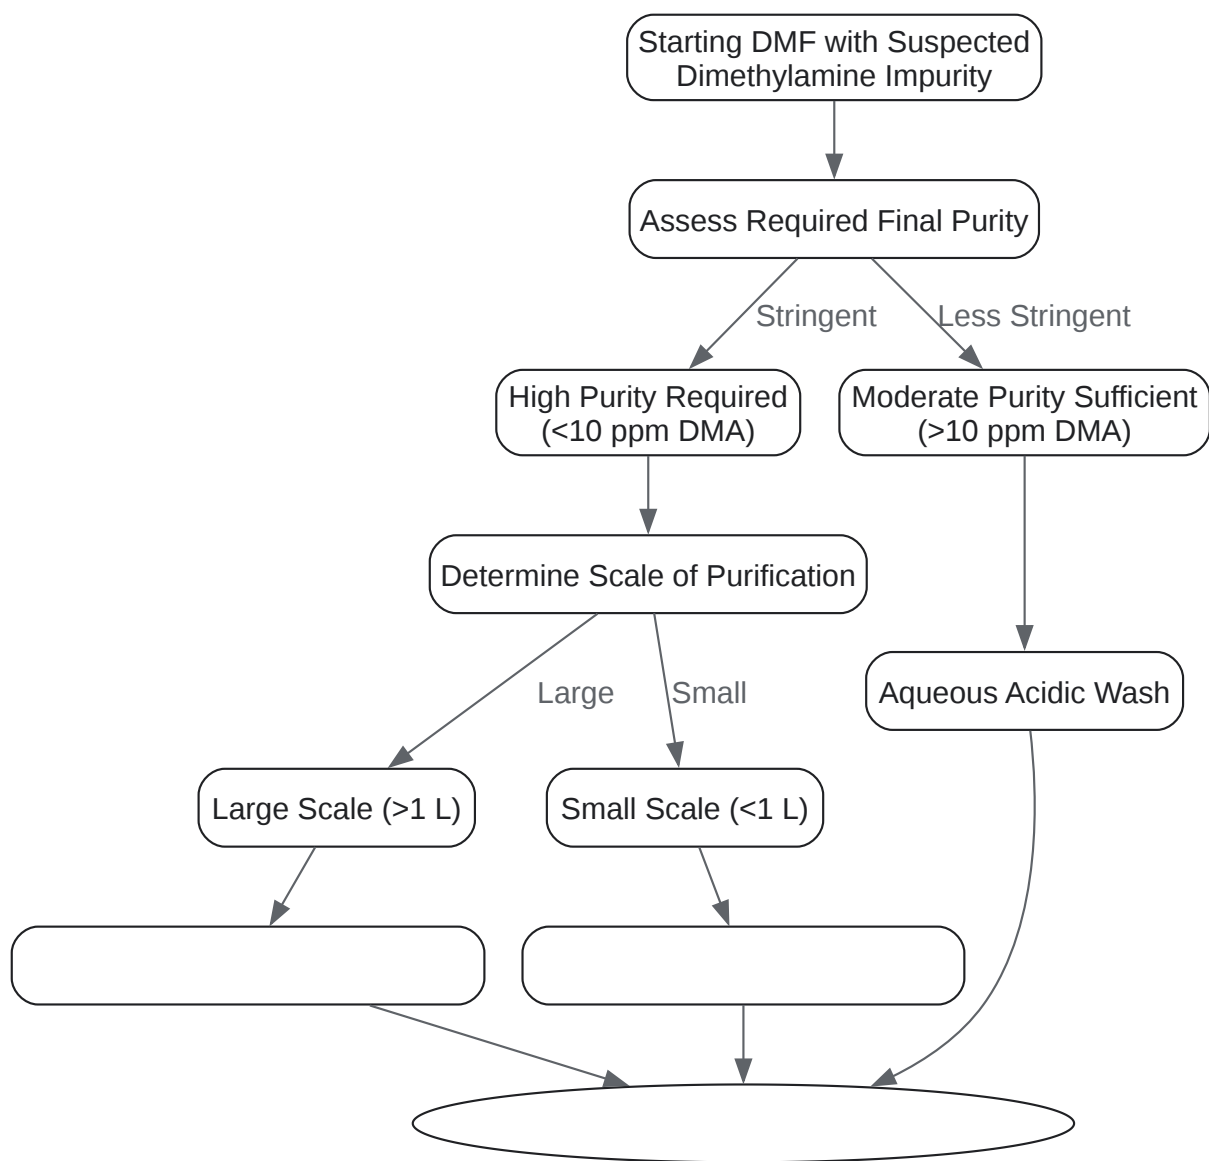 Starting DMF with Suspected
Dimethylamine Impurity
Assess Required Final Purity
Stringent
Less Stringent
High Purity Required
(<10 ppm DMA)
Moderate Purity Sufficient
(>10 ppm DMA)
Determine Scale of Purification
Large
Small
Aqueous Acidic Wash
Large Scale (>1 L)
Small Scale (<1 L)